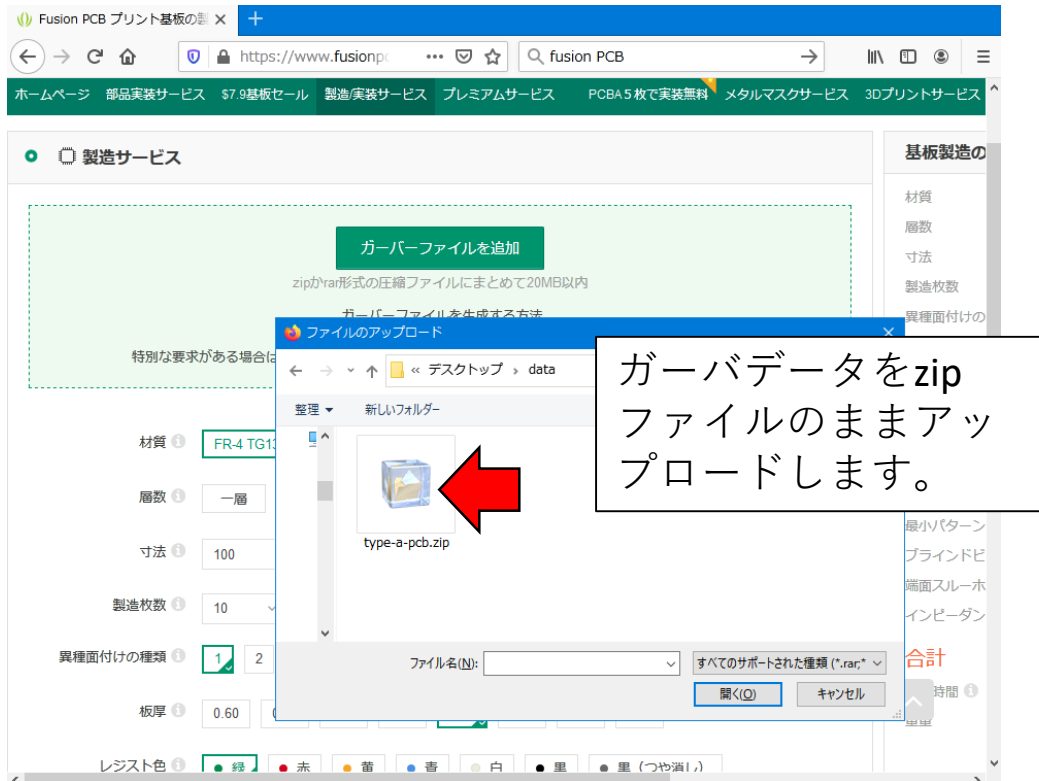 Fusion PCB プリント基板の製
https://www.fusionpc
fusion PCB
ホームページ 部品実装サービス $7.9基板セール 製造/実装サービス プレミアムサービス PCBA５枚で実装無料 メタルマスクサービス 3Dプリントサービス
製造サービス
基板製造の
材質
層数
寸法
製造枚数
異種面付けの
ガーバーファイルを追加
zipかrar形式の圧縮ファイルにまとめて20MB以内
ガーバーファイルを生成する方法
特別な要求がある場合は
ファイルのアップロード
« デスクトップ › data
整理 新しいフォルダー
type-a-pcb.zip
ガーバデータをzip
ファイルのままアッ
プロードします。
材質 FR-4 TG13
層数 一層
寸法 100
製造枚数 10
異種面付けの種類 1 2
板厚 0.60
レジスト色 緑 赤 黄 青 白 黒 黒（つや消し）
ファイル名(N):
すべてのサポートされた種類 (*.rar;*
開く(O) キャンセル
最小パターン
ブラインドビ
端面スルーホ
インピーダン
合計
時間
重量